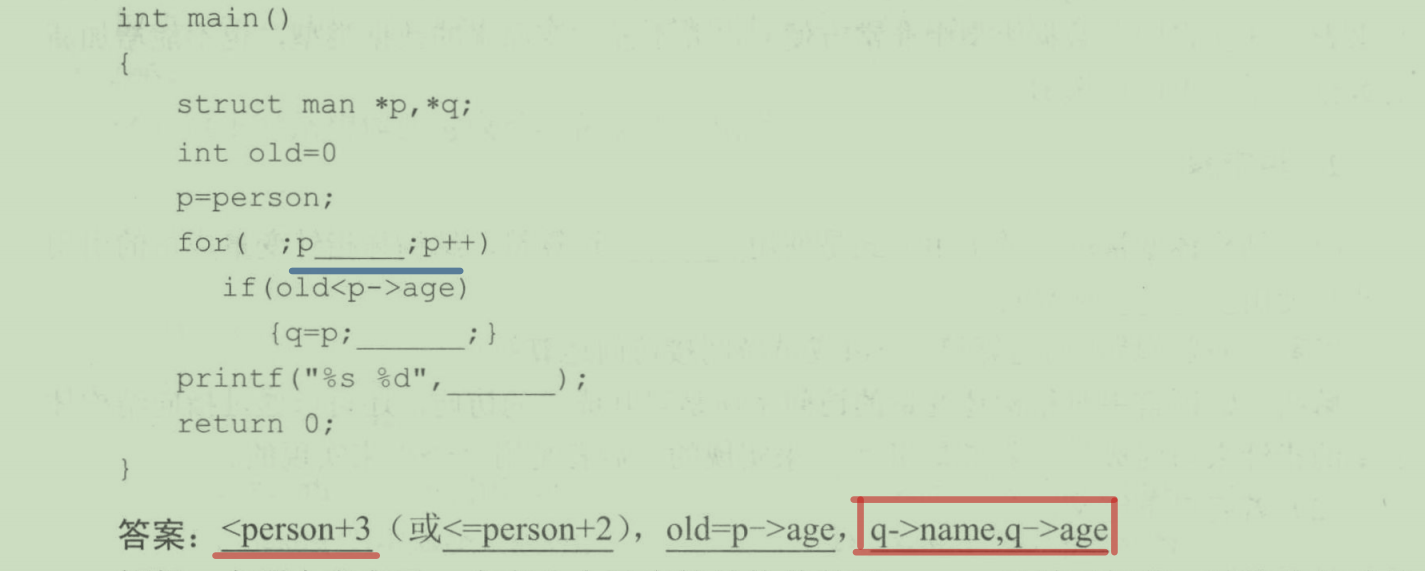 int main()
{
struct man *p,*q;
int old=0
p=person;
for( ;p_____;p++)
if(old<p->age)
{q=p;______;}
printf("%s %d",______);
return 0;
}
答案：<person+3（或<=person+2），old=p->age，q->name,q->age